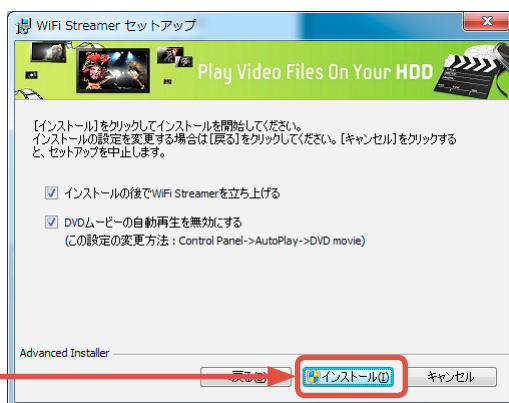 WiFi Streamer セットアップ
Play Video Files On Your HDD
[インストール]をクリックしてインストールを開始してください。
インストールの設定を変更する場合は[戻る]をクリックしてください。[キャンセル]をクリックする
と、セットアップを中止します。
インストールの後でWiFi Streamerを立ち上げる
DVDムービーの自動再生を無効にする
(この設定の変更方法 : Control Panel->AutoPlay->DVD movie)
Advanced Installer
戻る(B) インストール(I) キャンセル